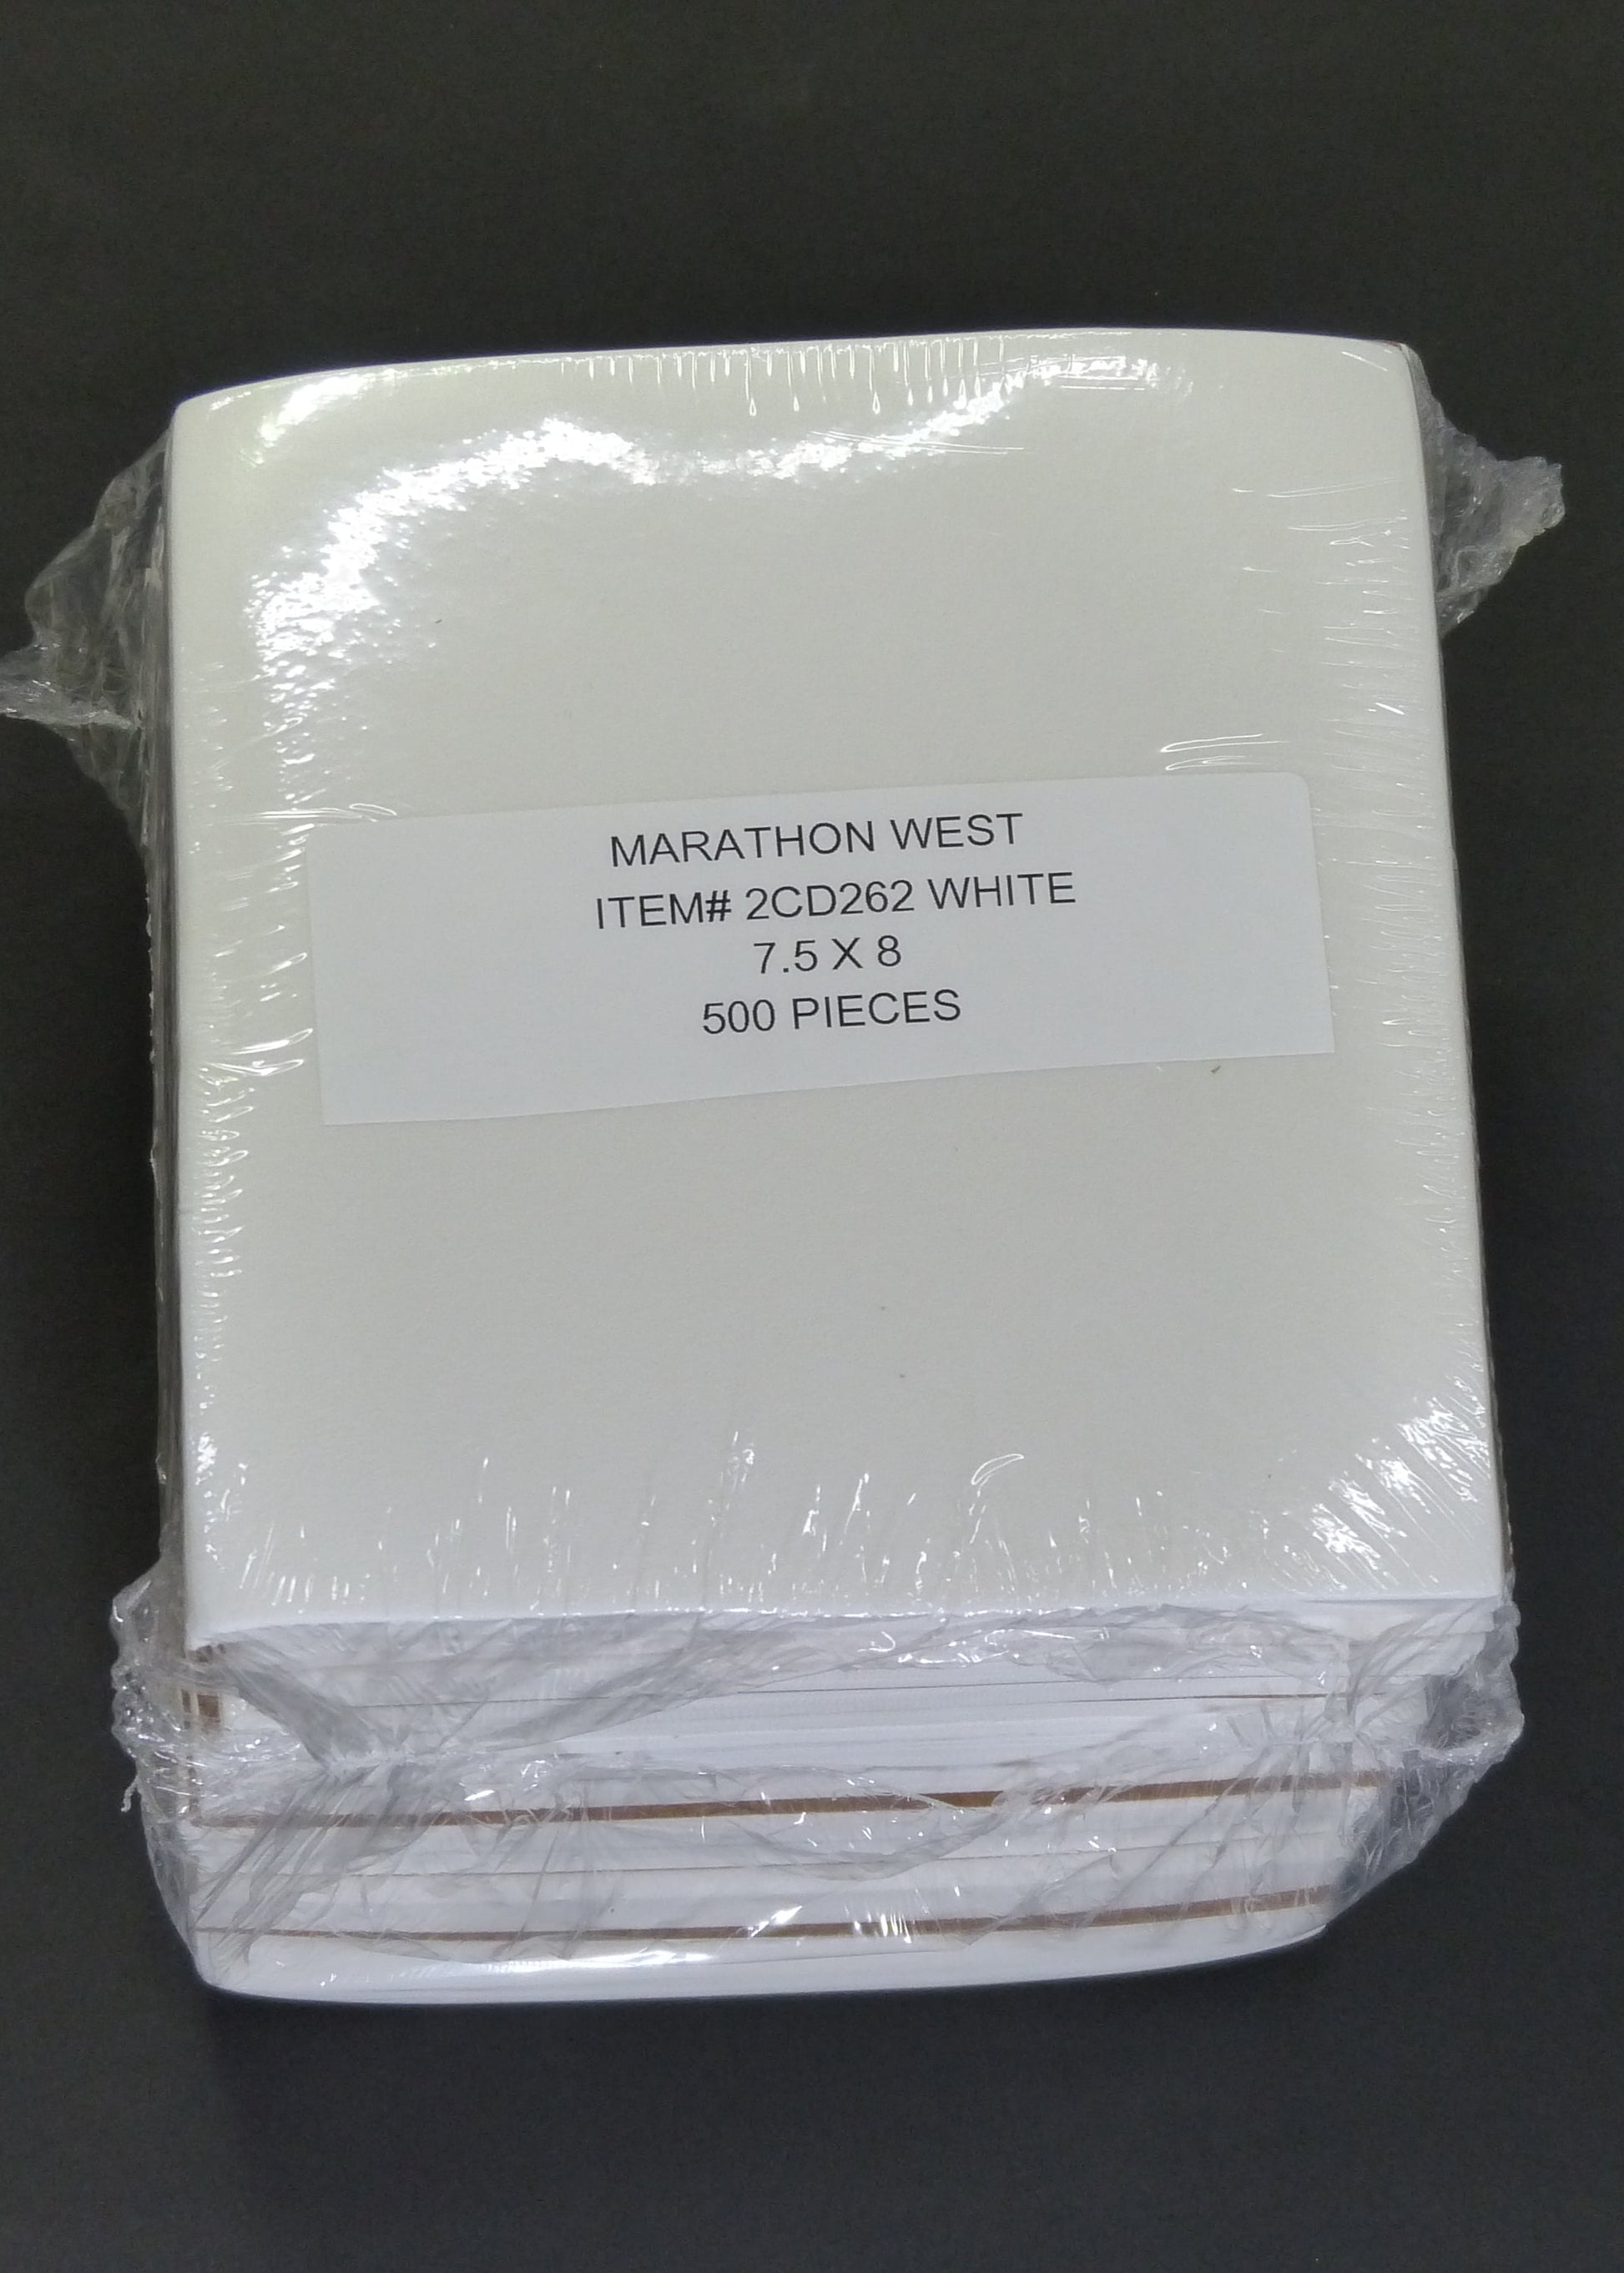 MARATHON WEST
ITEM# 2CD262 WHITE
7.5 X 8
500 PIECES